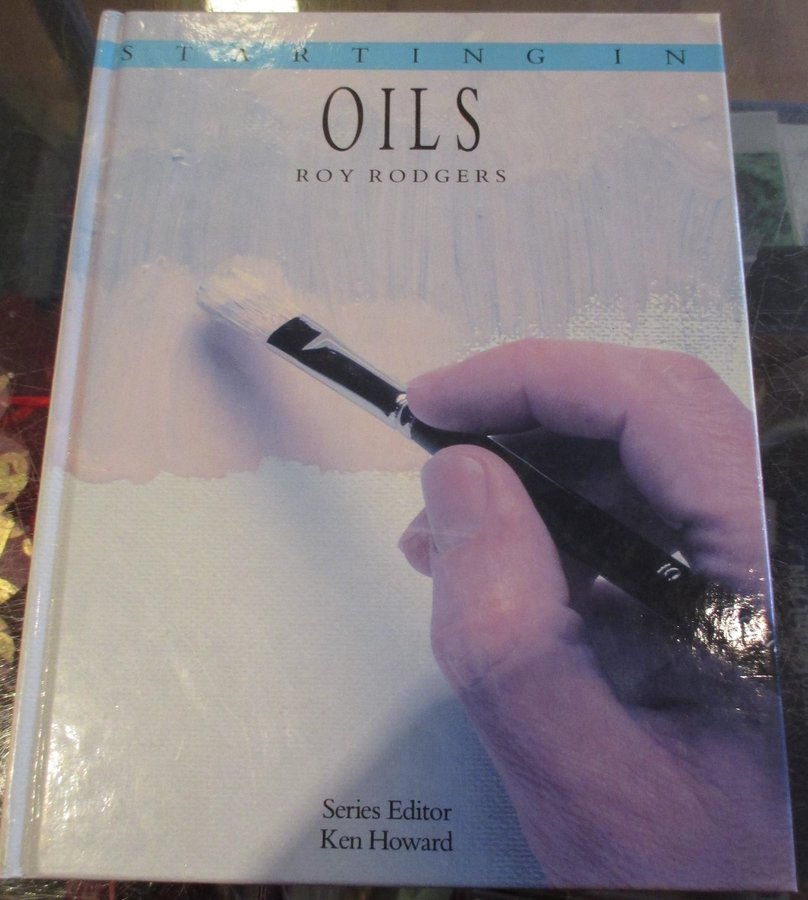 STARTING IN
OILS
ROY RODGERS
Series Editor
Ken Howard